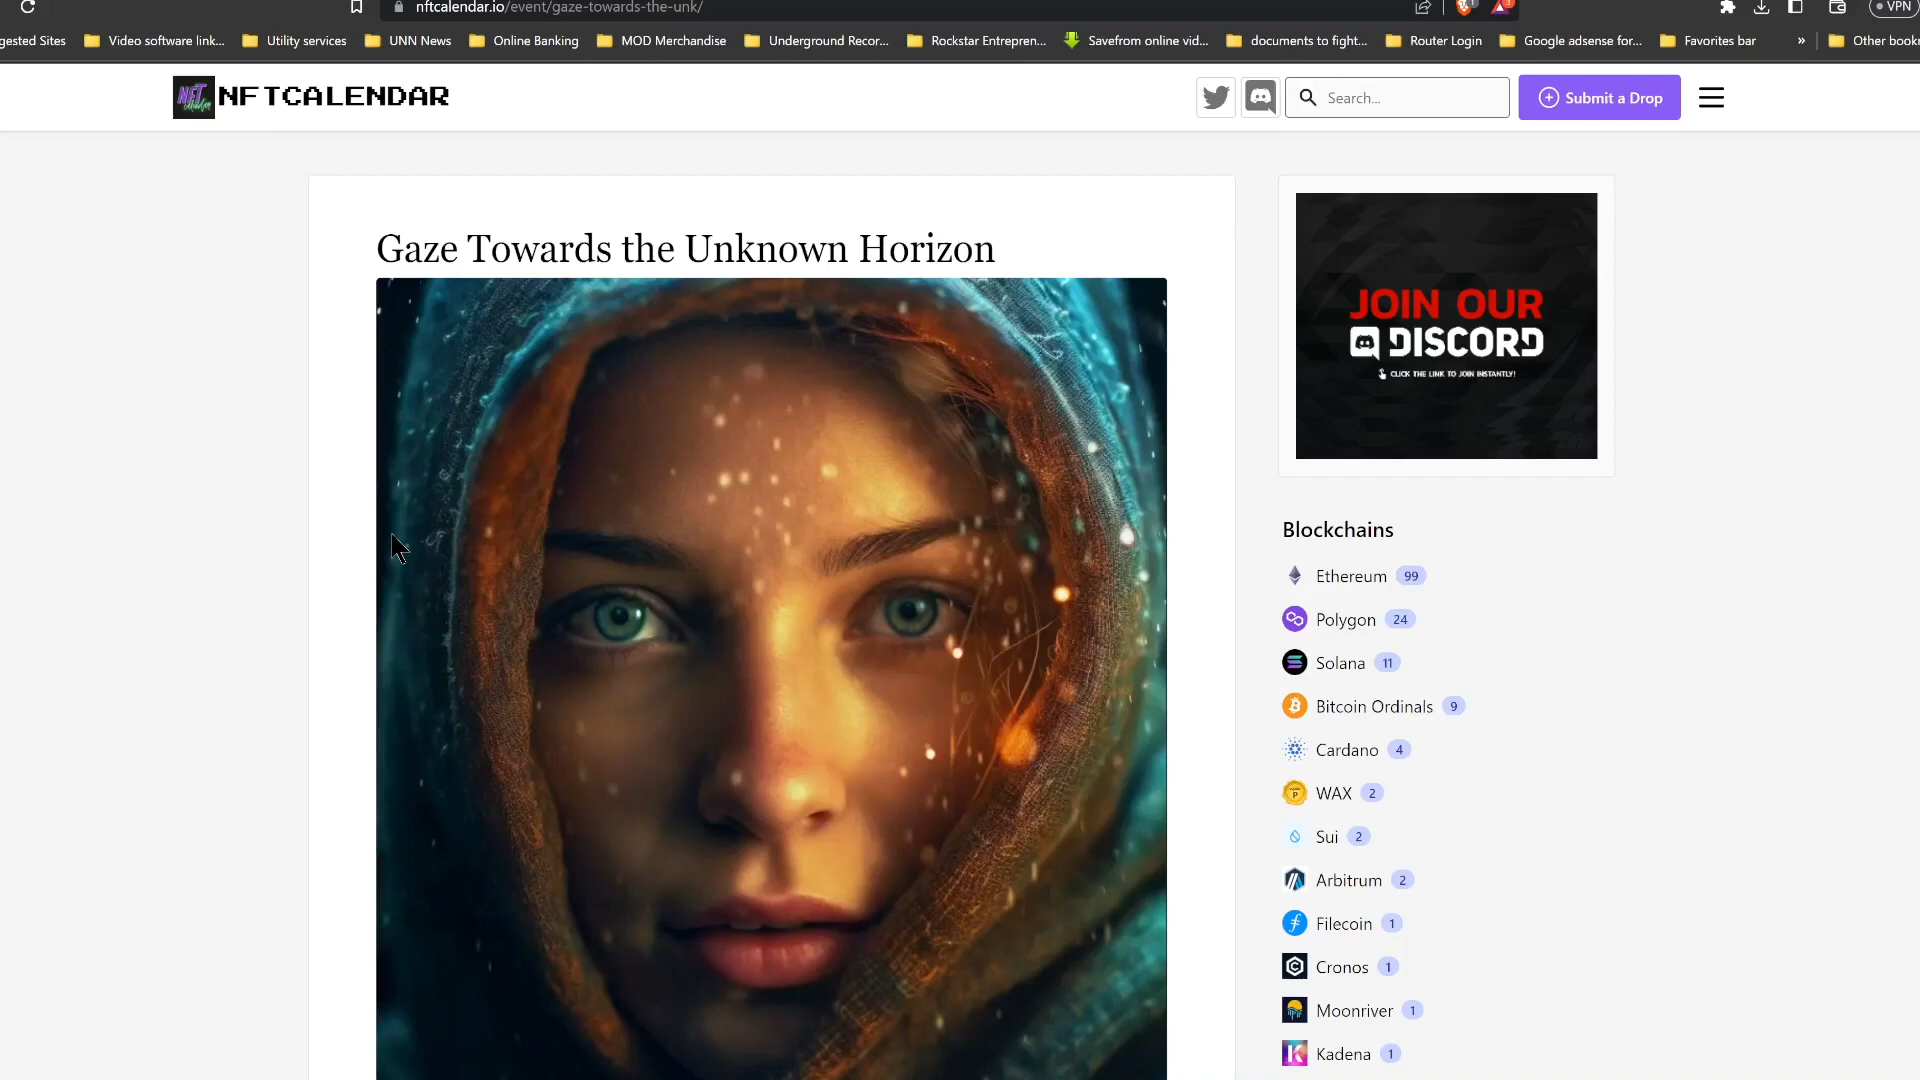 nftcalendar.io/event/gaze-towards-the-unk/
1
3
VPN
gested Sites
Video software link...
Utility services
UNN News
Online Banking
MOD Merchandise
Underground Recor...
Rockstar Entrepren...
Savefrom online vid...
documents to fight...
Router Login
Google adsense for...
Favorites bar
»
Other bookr
NFT
NFTCALENDAR
Search...
Submit a Drop
Gaze Towards the Unknown Horizon
JOIN OUR
DISCORD
CLICK THE LINK TO JOIN INSTANTLY!
Blockchains
Ethereum 99
Polygon 24
Solana 11
Bitcoin Ordinals 9
Cardano 4
WAX 2
Sui 2
Arbitrum 2
Filecoin 1
Cronos 1
Moonriver 1
Kadena 1